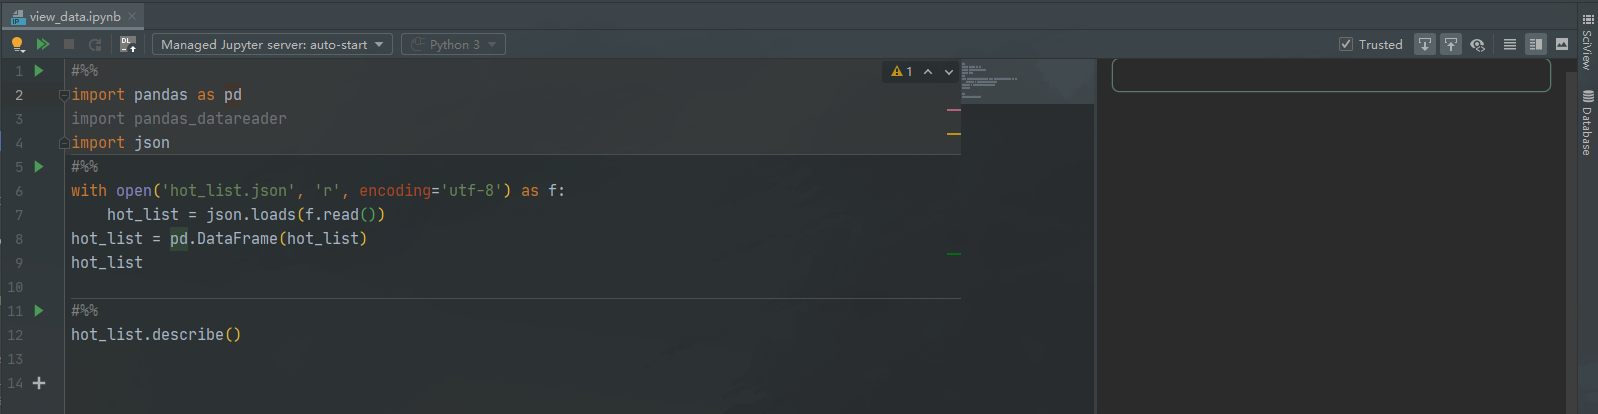 view_data.ipynb
Managed Jupyter server: auto-start
Python 3
Trusted
1 #%%
2 import pandas as pd
3 import pandas_datareader
4 import json
5 #%%
6 with open('hot_list.json', 'r', encoding='utf-8') as f:
7 hot_list = json.loads(f.read())
8 hot_list = pd.DataFrame(hot_list)
9 hot_list
10
11 #%%
12 hot_list.describe()
13
14
1
SciView
Database